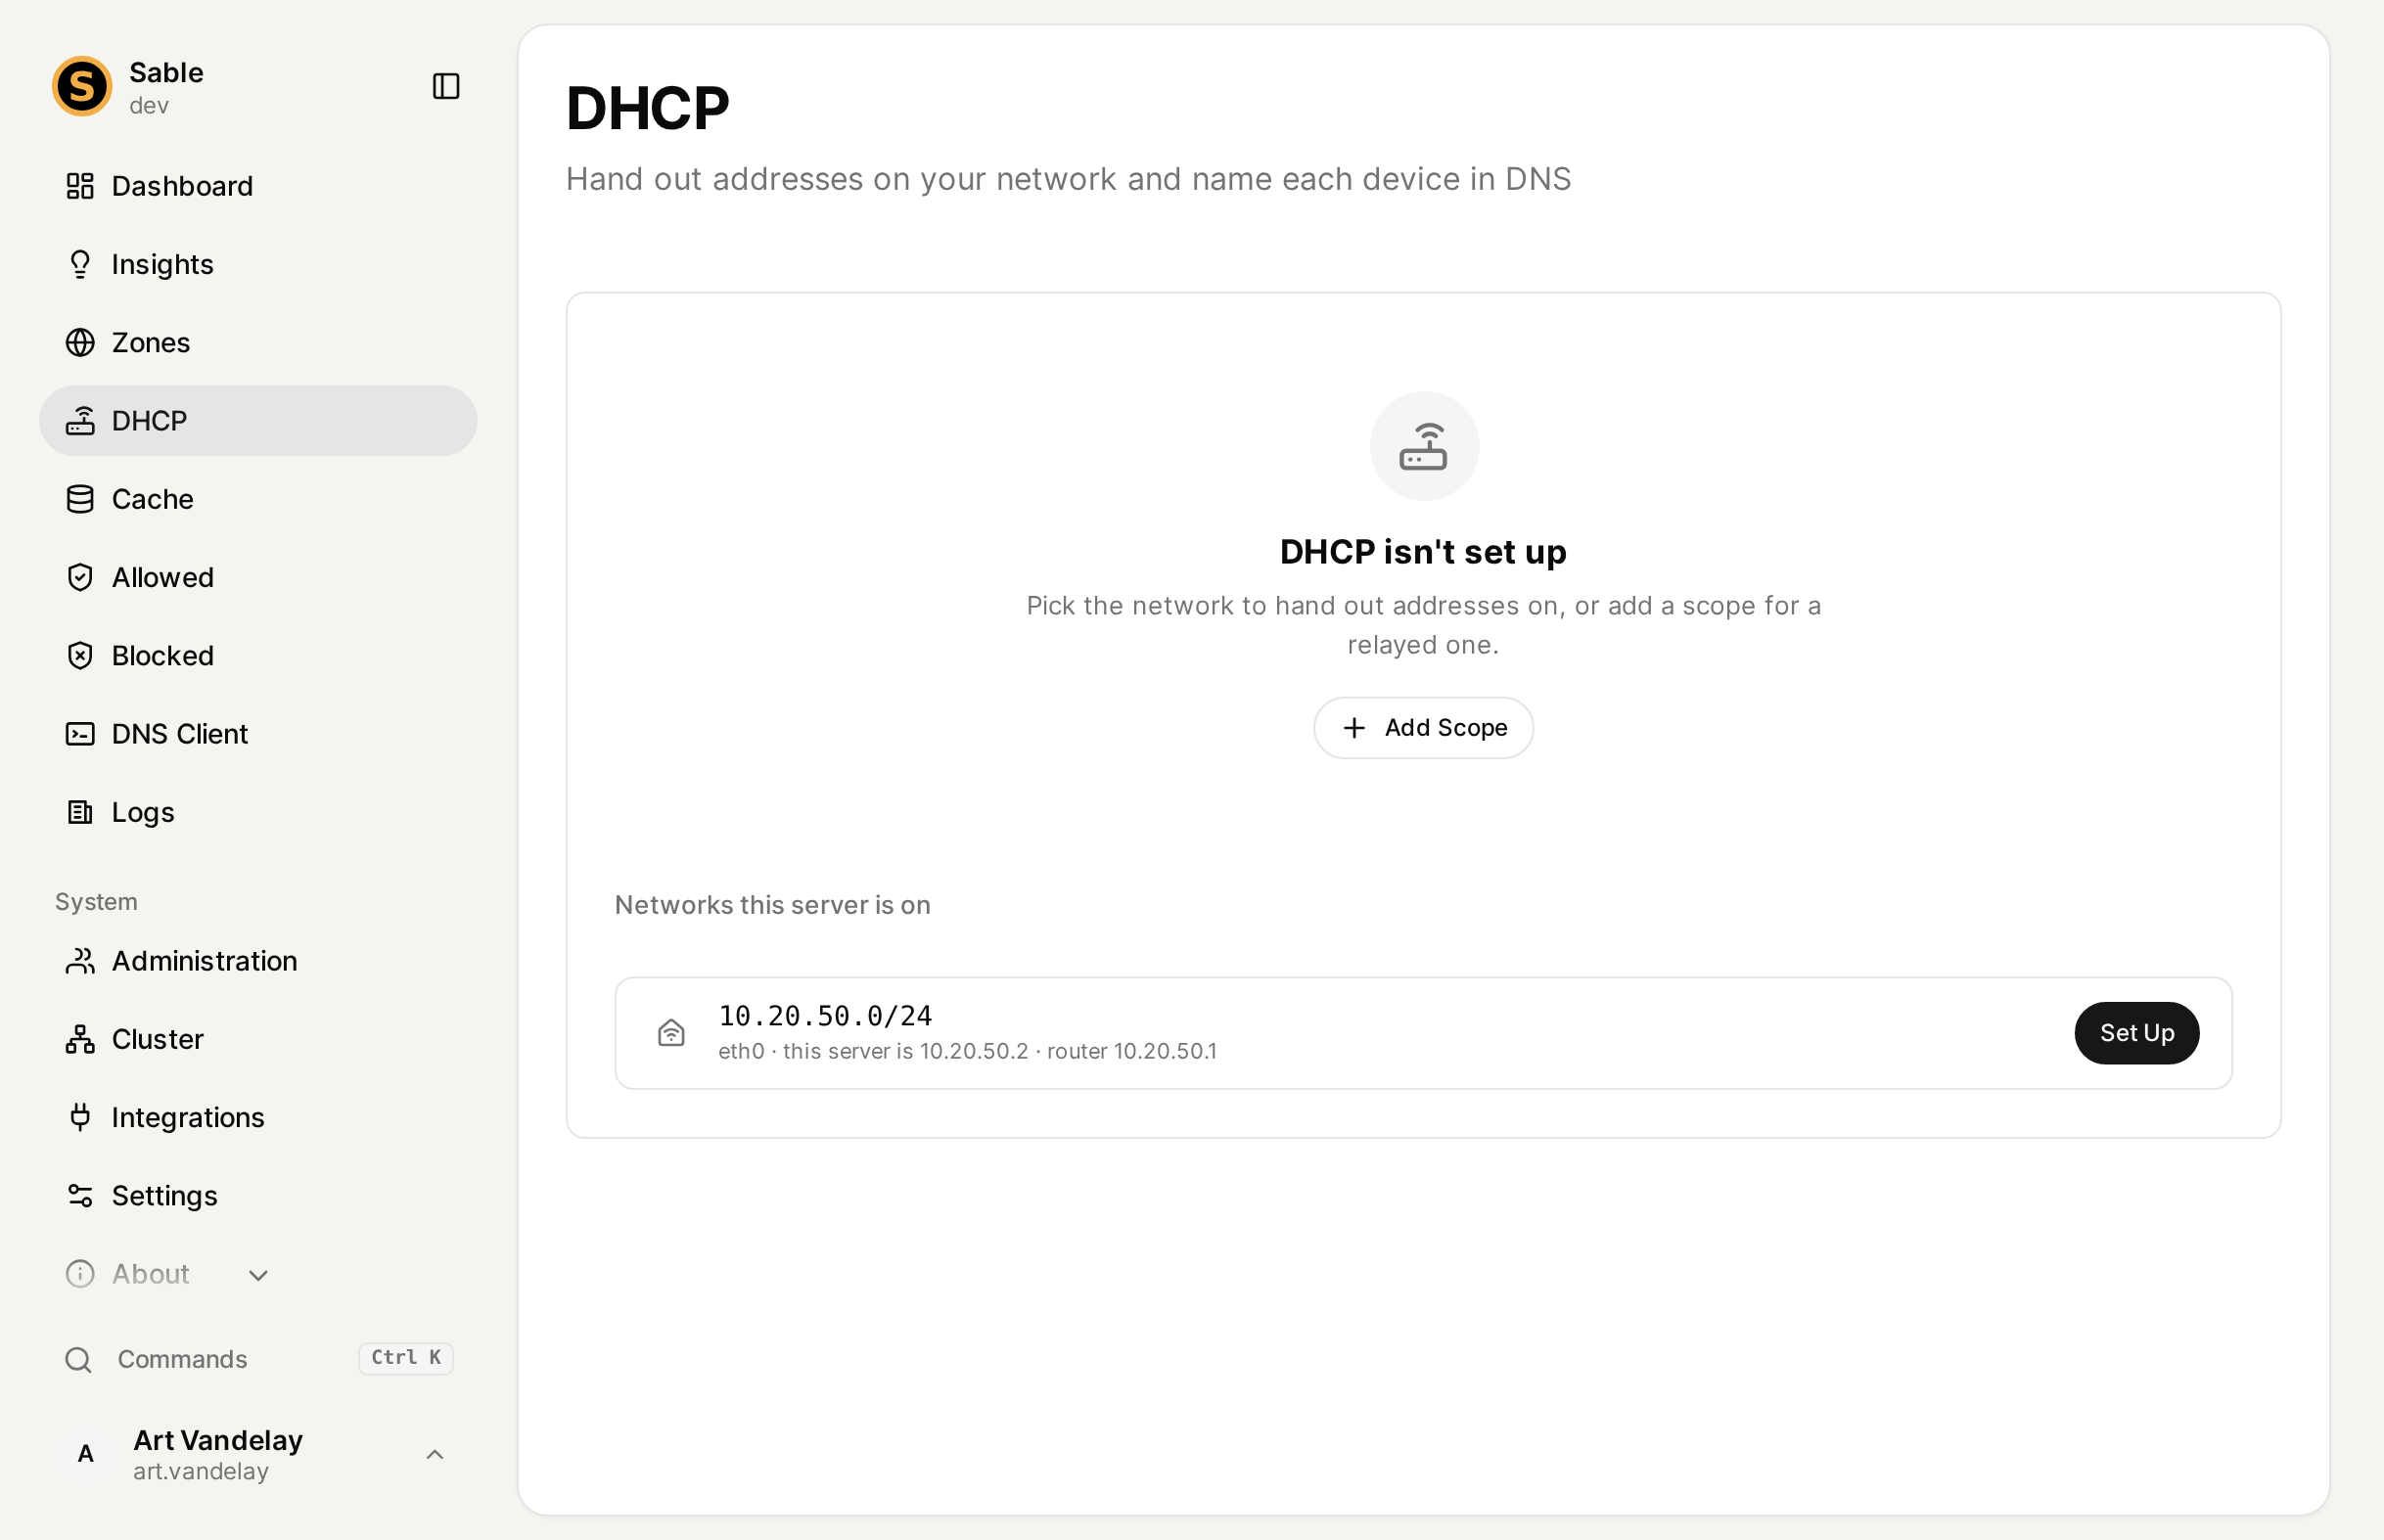 S
Sable
dev
Dashboard
Insights
Zones
DHCP
Cache
Allowed
Blocked
DNS Client
Logs
System
Administration
Cluster
Integrations
Settings
About
Commands
Ctrl K
A
Art Vandelay
art.vandelay
DHCP
Hand out addresses on your network and name each device in DNS
DHCP isn't set up
Pick the network to hand out addresses on, or add a scope for a
relayed one.
Add Scope
Networks this server is on
10.20.50.0/24
eth0 · this server is 10.20.50.2 · router 10.20.50.1
Set Up